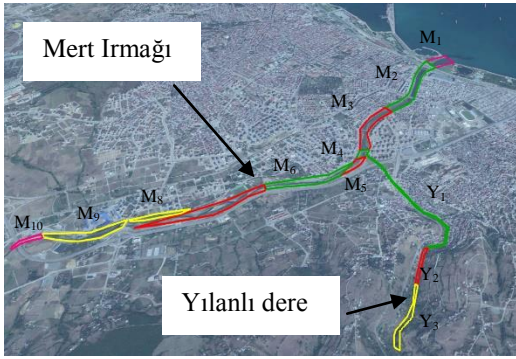 M₁
Mert Irmağı
M₂
M₃
M₄
M₆
M₅
M₈
Y₁
M₉
M₁₀
Y₂
Yılanlı dere
Y₃